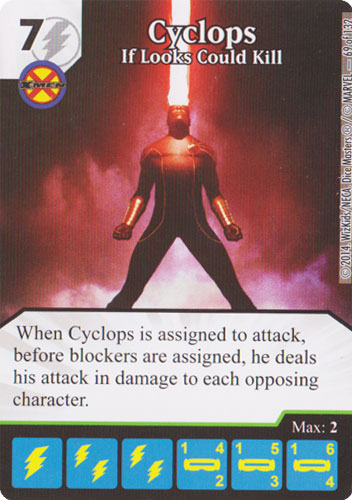 7
Cyclops
If Looks Could Kill
X-MEN
© 2014, WizKids/NECA. Dice Masters ® // © MARVEL — 69 of 132
When Cyclops is assigned to attack,
before blockers are assigned, he deals
his attack in damage to each opposing
character.
Max: 2
1 4 2
1 5 3
1 6 4